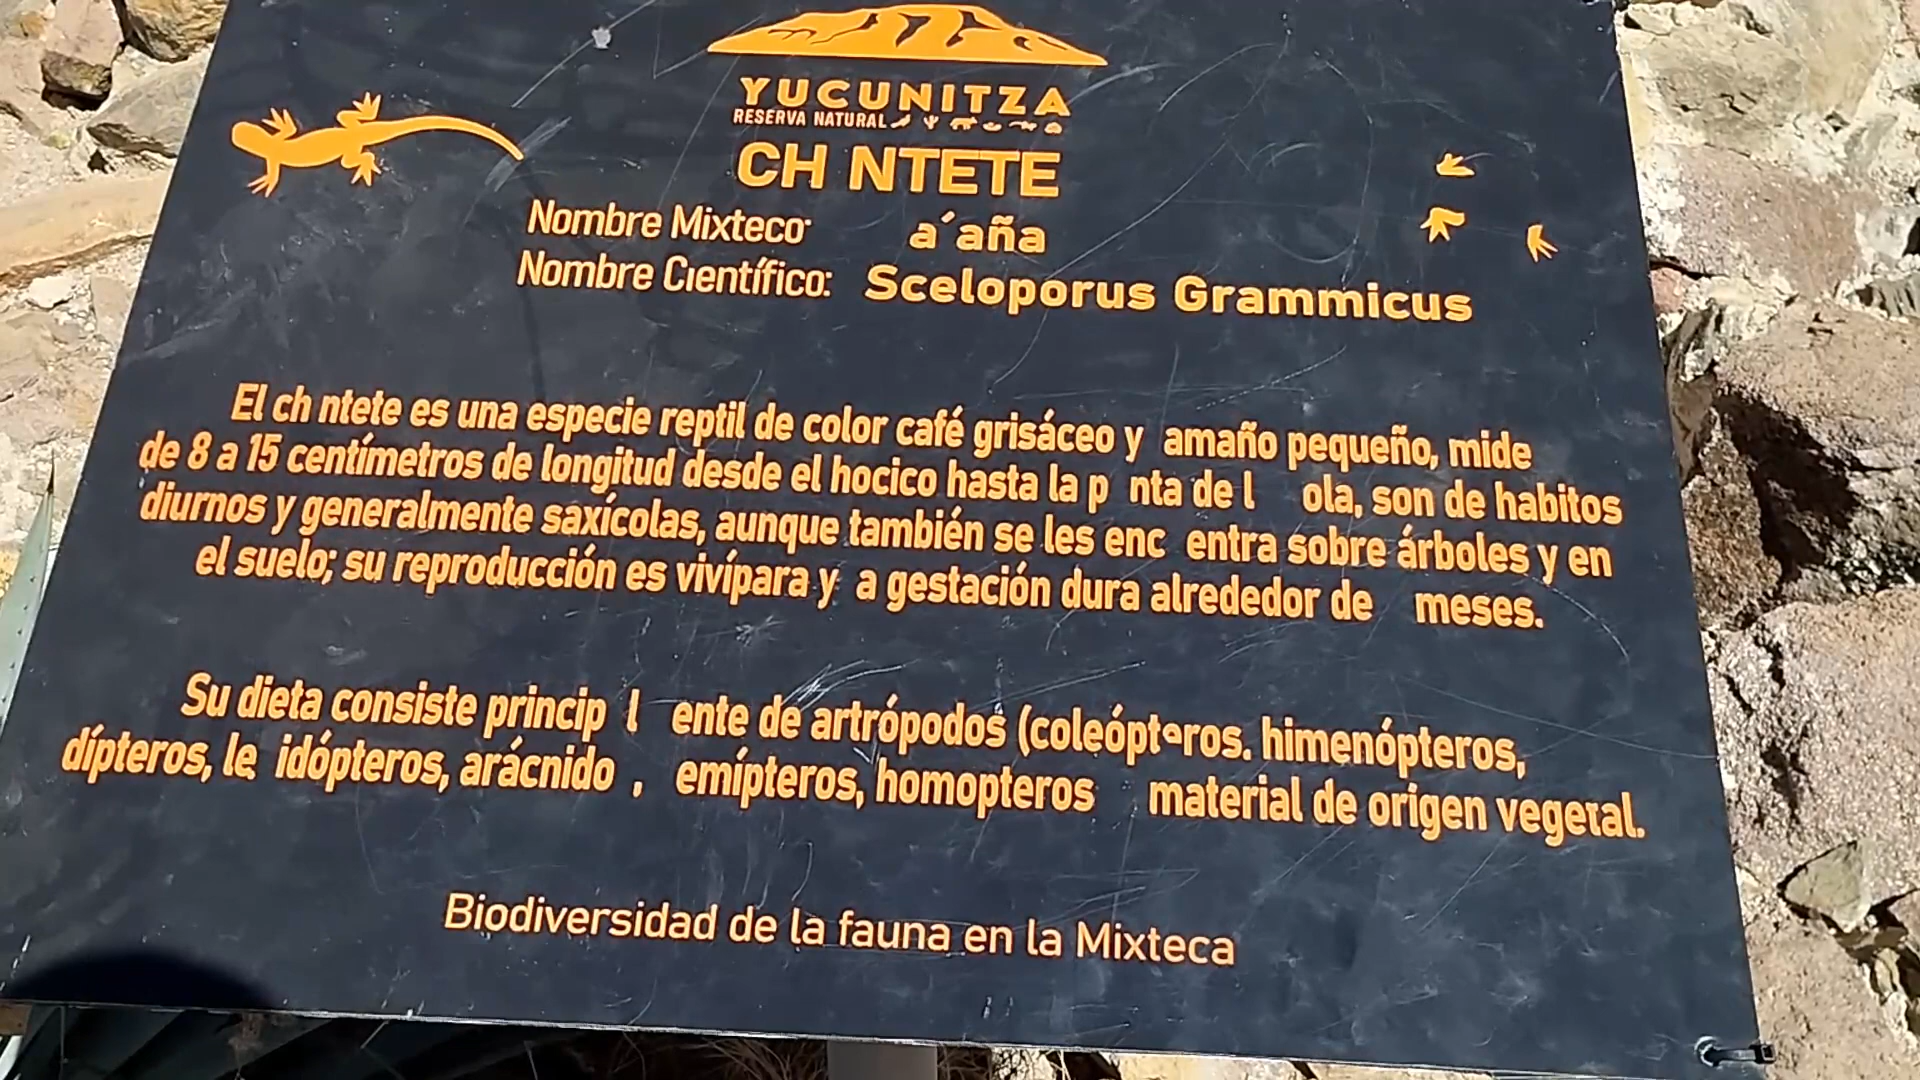 YUCUNITZA
RESERVA NATURAL
CH NTETE
Nombre Mixteco: a´aña
Nombre Científico: Sceloporus Grammicus
El ch ntete es una especie reptil de color café grisáceo y amaño pequeño, mide
de 8 a 15 centímetros de longitud desde el hocico hasta la p nta de l ola, son de habitos
diurnos y generalmente saxícolas, aunque también se les enc entra sobre árboles y en
el suelo; su reproducción es vivípara y a gestación dura alrededor de meses.
Su dieta consiste princip l ente de artrópodos (coleópteros, himenópteros,
dípteros, le idópteros, arácnido , emípteros, homopteros material de origen vegetal.
Biodiversidad de la fauna en la Mixteca